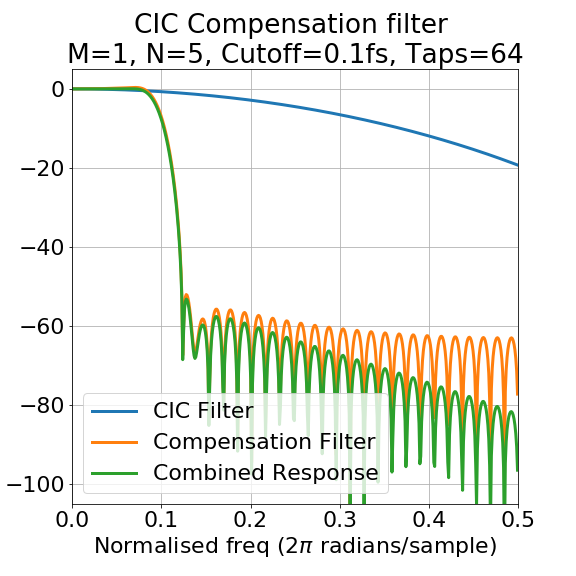 CIC Compensation filter
M=1, N=5, Cutoff=0.1fs, Taps=64
0
−20
−40
−60
−80
−100
CIC Filter
Compensation Filter
Combined Response
0.0 0.1 0.2 0.3 0.4 0.5
Normalised freq (2π radians/sample)